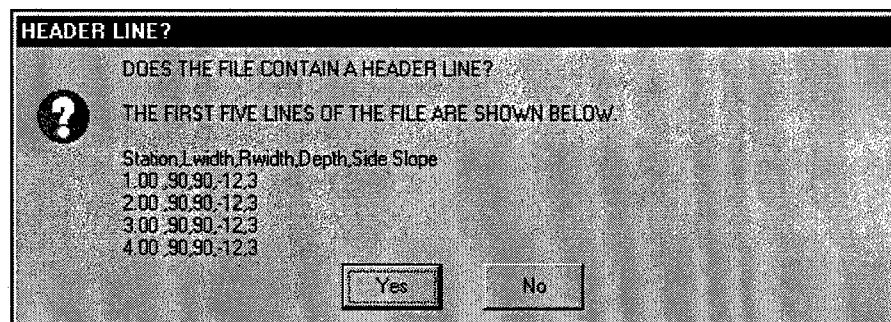 HEADER LINE?
DOES THE FILE CONTAIN A HEADER LINE?
THE FIRST FIVE LINES OF THE FILE ARE SHOWN BELOW.
Station,Lwidth,Rwidth,Depth,Side Slope
1.00 ,90,90,-12,3
2.00 ,90,90,-12,3
3.00 ,90,90,-12,3
4.00 ,90,90,-12,3
Yes
No